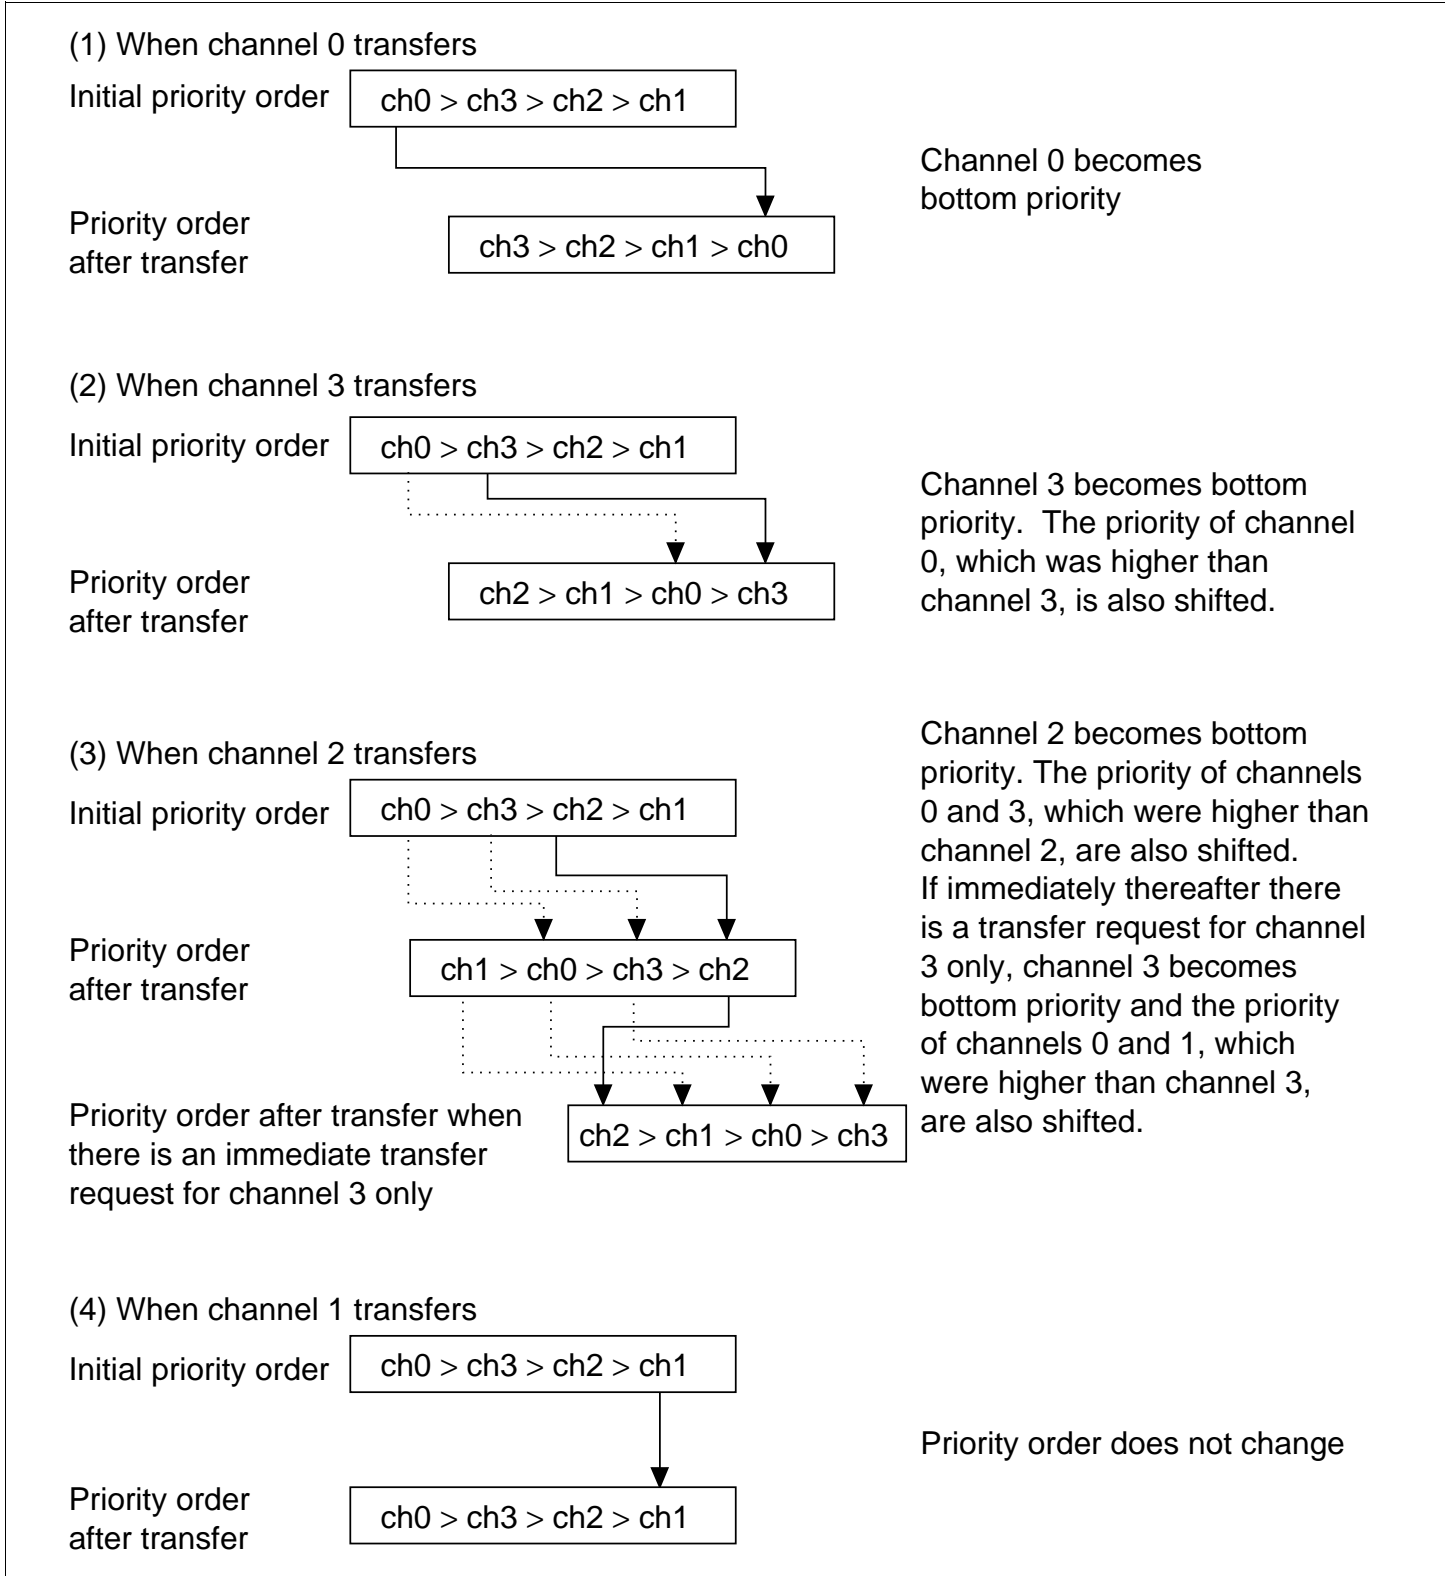 (1) When channel 0 transfers
Initial priority order
ch0 > ch3 > ch2 > ch1
Channel 0 becomes
bottom priority
Priority order
after transfer
ch3 > ch2 > ch1 > ch0
(2) When channel 3 transfers
Initial priority order
ch0 > ch3 > ch2 > ch1
Channel 3 becomes bottom
priority.  The priority of channel
0, which was higher than
channel 3, is also shifted.
Priority order
after transfer
ch2 > ch1 > ch0 > ch3
(3) When channel 2 transfers
Initial priority order
ch0 > ch3 > ch2 > ch1
Channel 2 becomes bottom
priority. The priority of channels
0 and 3, which were higher than
channel 2, are also shifted.
If immediately thereafter there
is a transfer request for channel
3 only, channel 3 becomes
bottom priority and the priority
of channels 0 and 1, which
were higher than channel 3,
are also shifted.
Priority order
after transfer
ch1 > ch0 > ch3 > ch2
Priority order after transfer when
there is an immediate transfer
request for channel 3 only
ch2 > ch1 > ch0 > ch3
(4) When channel 1 transfers
Initial priority order
ch0 > ch3 > ch2 > ch1
Priority order does not change
Priority order
after transfer
ch0 > ch3 > ch2 > ch1